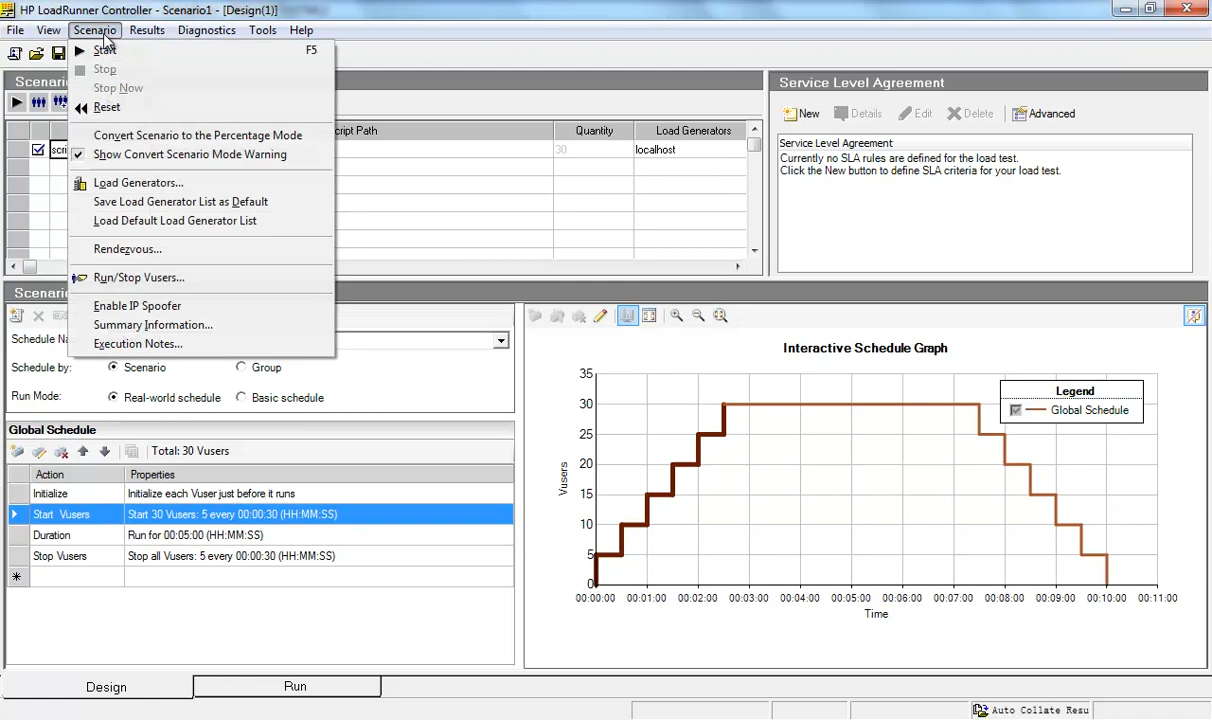 HP LoadRunner Controller - Scenario1 - [Design(1)]
File View Scenario Results Diagnostics Tools Help
Start F5
Stop
Stop Now
Reset
Convert Scenario to the Percentage Mode
Show Convert Scenario Mode Warning
Load Generators...
Save Load Generator List as Default
Load Default Load Generator List
Rendezvous...
Run/Stop Vusers...
Enable IP Spoofer
Summary Information...
Execution Notes...
Quantity Load Generators
30 localhost
Service Level Agreement
New Details Edit Delete Advanced
Service Level Agreement
Currently no SLA rules are defined for the load test.
Click the New button to define SLA criteria for your load test.
Schedule by: Scenario Group
Run Mode: Real-world schedule Basic schedule
Global Schedule
Total: 30 Vusers
Action Properties
Initialize Initialize each Vuser just before it runs
Start Vusers Start 30 Vusers: 5 every 00:00:30 (HH:MM:SS)
Duration Run for 00:05:00 (HH:MM:SS)
Stop Vusers Stop all Vusers: 5 every 00:00:30 (HH:MM:SS)
Interactive Schedule Graph
Legend
Global Schedule
35
30
25
20
15
10
5
0
Vusers
00:00:00 00:01:00 00:02:00 00:03:00 00:04:00 00:05:00 00:06:00 00:07:00 00:08:00 00:09:00 00:10:00 00:11:00
Time
Design Run
Auto Collate Resu